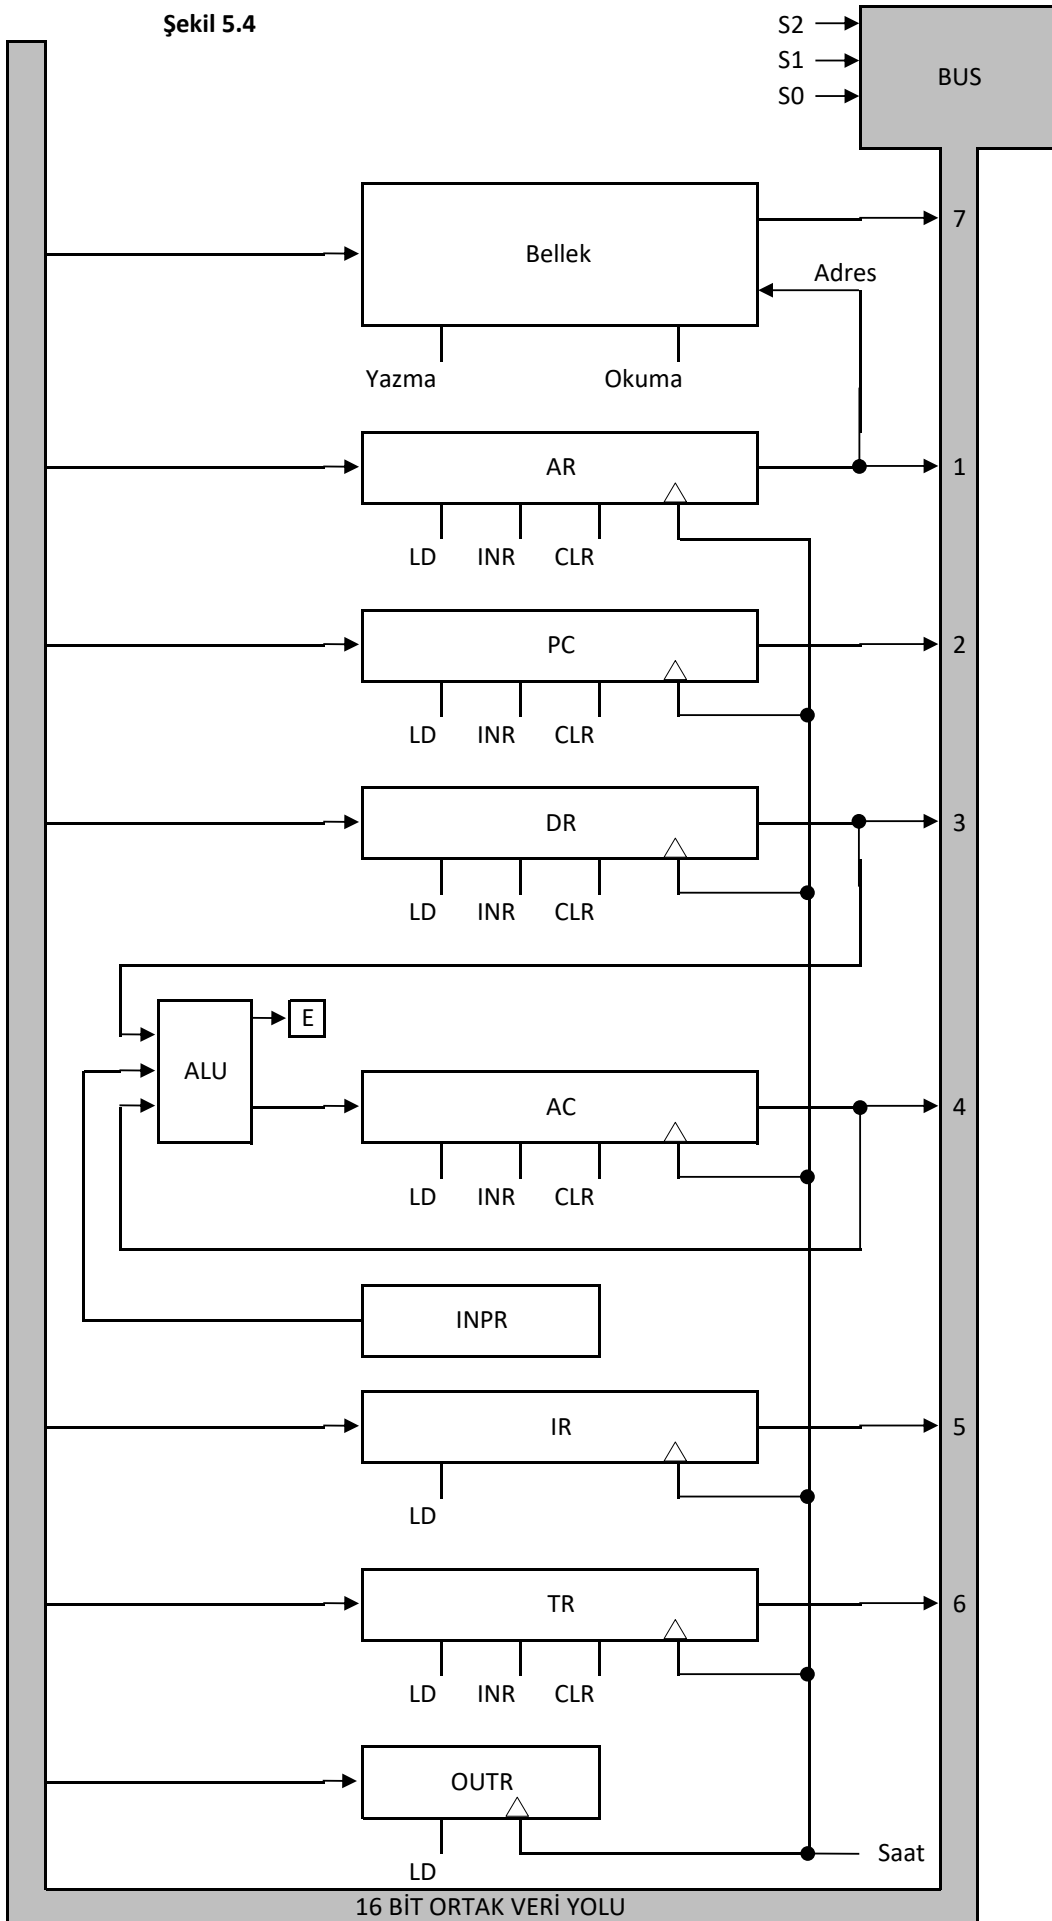 Şekil 5.4
S2
S1
S0
BUS
Bellek
7
Adres
Yazma
Okuma
AR
1
LD INR CLR
PC
2
LD INR CLR
DR
3
LD INR CLR
E
ALU
AC
4
LD INR CLR
INPR
IR
5
LD
TR
6
LD INR CLR
OUTR
LD
Saat
16 BİT ORTAK VERİ YOLU